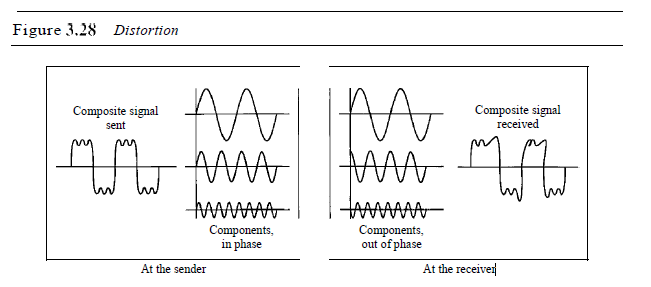 Figure 3.28 Distortion
Composite signal
sent
Components,
in phase
At the sender
Composite signal
received
Components,
out of phase
At the receiver